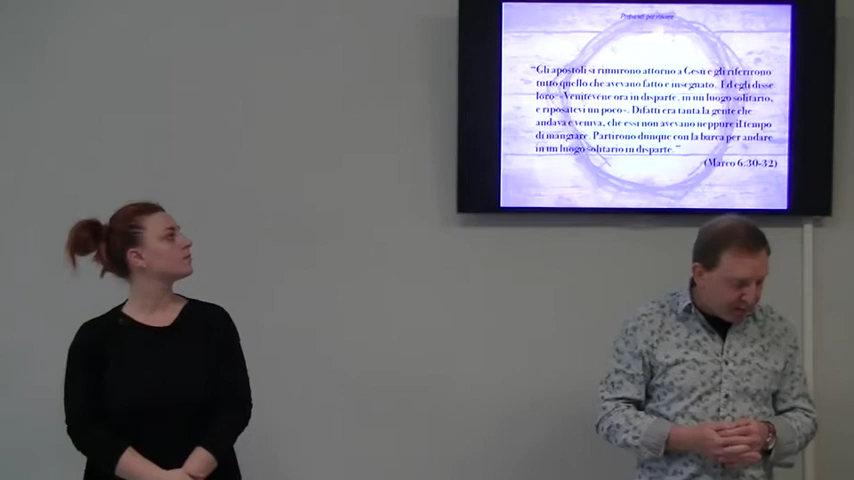 Preparati per vincere
“Gli apostoli si riunirono attorno a Gesù e gli riferirono
tutto quello che avevano fatto e insegnato. Ed egli disse
loro: «Venitevene ora in disparte, in un luogo solitario,
e riposatevi un poco». Difatti era tanta la gente che
andava e veniva, che essi non avevano neppure il tempo
di mangiare. Partirono dunque con la barca per andare
in un luogo solitario in disparte.”
(Marco 6:30-32)